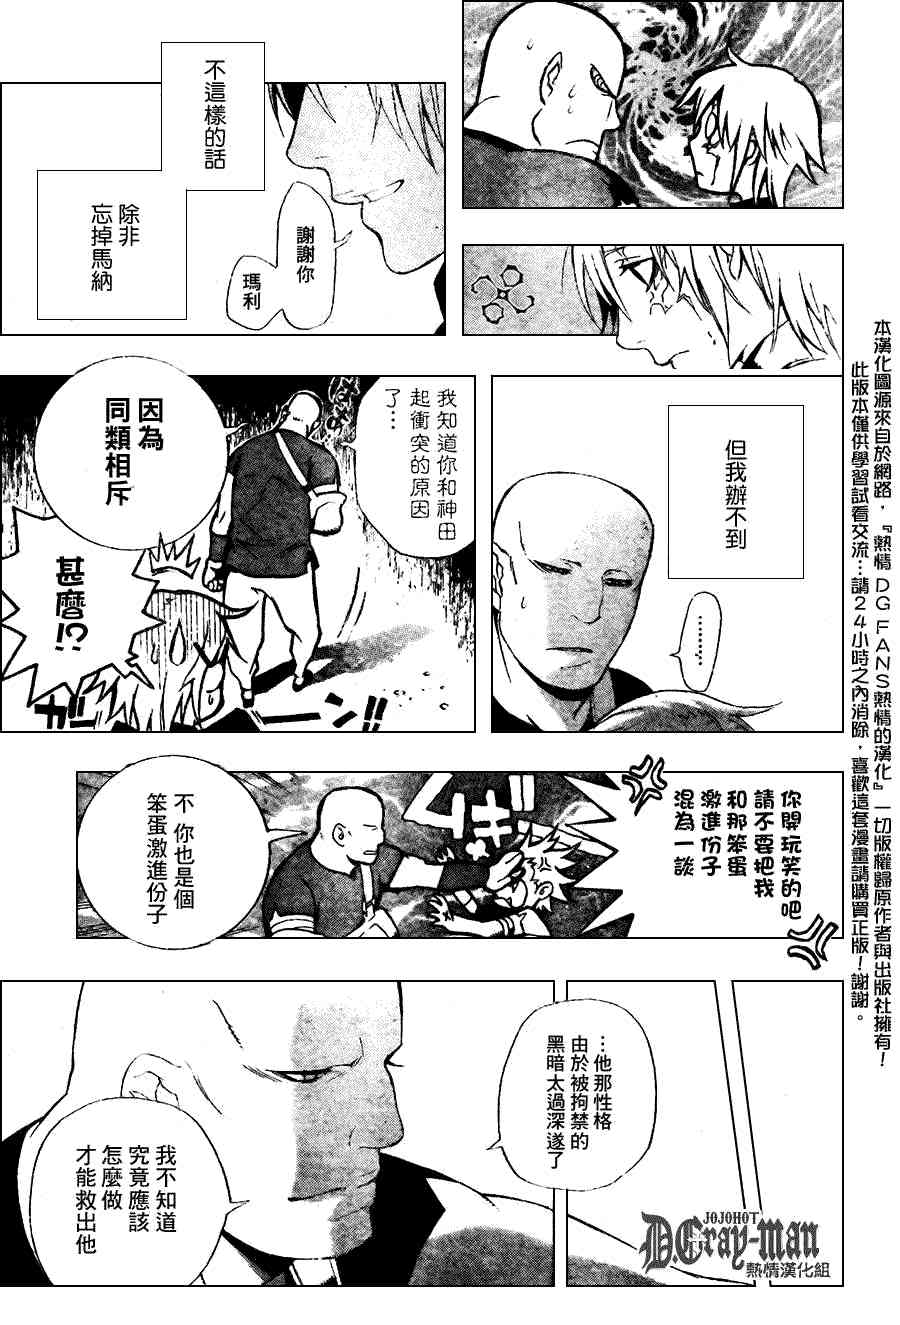 不這樣的話
除非
忘掉馬納
謝謝你
瑪利
但我辦不到
………
我知道你和神田
起衝突的原因
了…
因為
同類相斥
甚麼?!
你開玩笑的吧
請不要把我
和那笨蛋
激進份子
混為一談
不 你也是個
笨蛋激進份子
…他那性格
由於被拘禁的
黑暗太過深遂了
我不知道
究竟應該
怎麼做
才能救出他
JOJOHOT
D.Gray-man
熱情漢化組
本漢化圖源來自於網路，『熱情DGFANS熱情的漢化』一切版權歸原作者與出版社擁有！
此版本僅供學習試看交流…請24小時之內消除，喜歡這套漫畫請購買正版！謝謝。